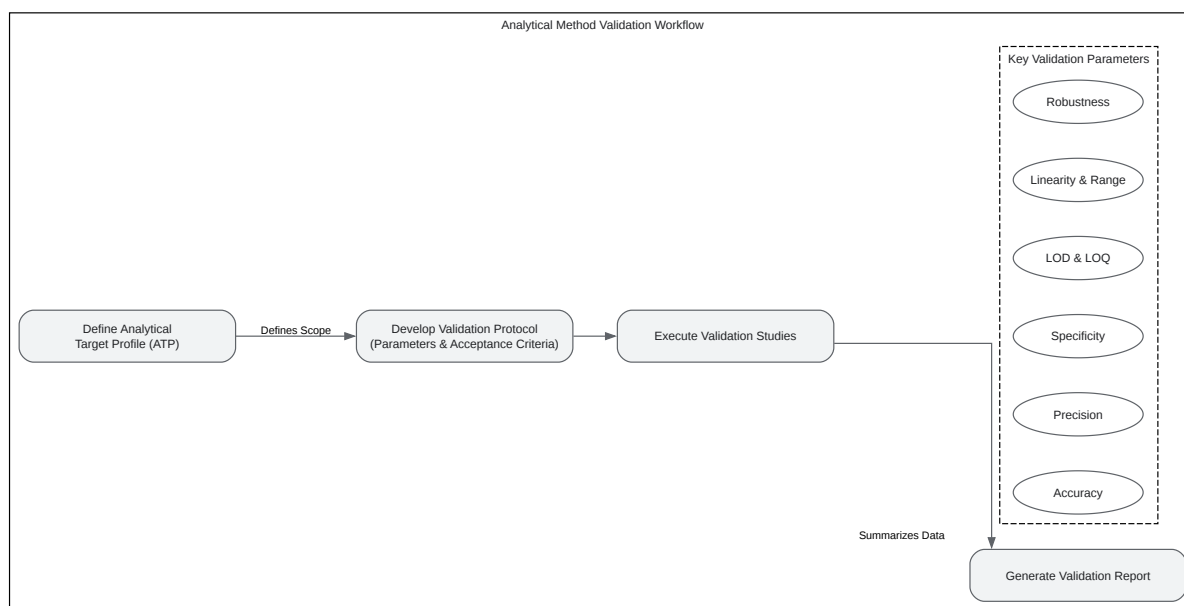 Analytical Method Validation Workflow
Key Validation Parameters
Robustness
Linearity & Range
LOD & LOQ
Specificity
Precision
Accuracy
Define Analytical
Target Profile (ATP)
Defines Scope
Develop Validation Protocol
(Parameters & Acceptance Criteria)
Execute Validation Studies
Summarizes Data
Generate Validation Report